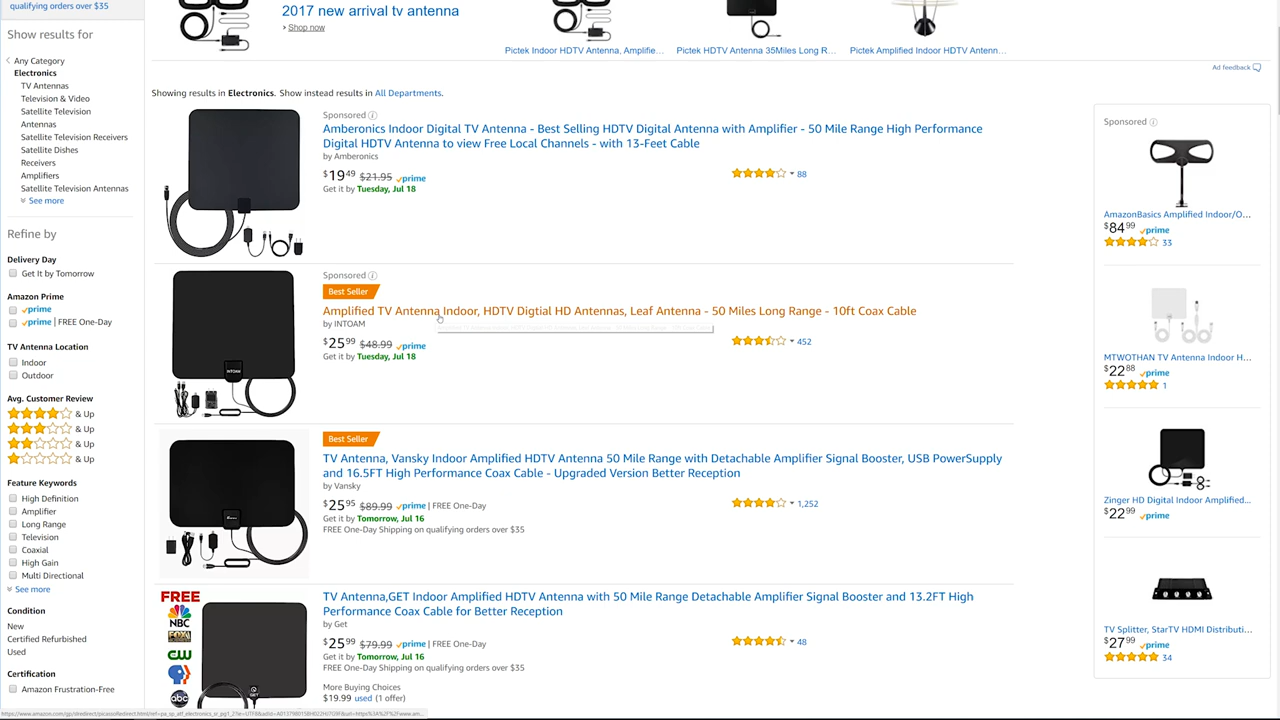 qualifying orders over $35
Show results for
Any Category
Electronics
TV Antennas
Television & Video
Satellite Television
Antennas
Satellite Television Receivers
Satellite Dishes
Receivers
Amplifiers
Satellite Television Antennas
See more
Refine by
Delivery Day
Get It by Tomorrow
Amazon Prime
prime
prime | FREE One-Day
TV Antenna Location
Indoor
Outdoor
Avg. Customer Review
& Up
& Up
& Up
& Up
Feature Keywords
High Definition
Amplifier
Long Range
Television
Coaxial
High Gain
Multi Directional
See more
Condition
New
Certified Refurbished
Used
Certification
Amazon Frustration-Free
2017 new arrival tv antenna
› Shop now
Pictek Indoor HDTV Antenna, Amplifie...
Pictek HDTV Antenna 35Miles Long R...
Pictek Amplified Indoor HDTV Antenn...
Ad feedback
Showing results in Electronics. Show instead results in All Departments.
Sponsored
Amberonics Indoor Digital TV Antenna - Best Selling HDTV Digital Antenna with Amplifier - 50 Mile Range High Performance
Digital HDTV Antenna to view Free Local Channels - with 13-Feet Cable
by Amberonics
$19.49 $21.95 prime
88
Get it by Tuesday, Jul 18
Sponsored
Best Seller
Amplified TV Antenna Indoor, HDTV Digtial HD Antennas, Leaf Antenna - 50 Miles Long Range - 10ft Coax Cable
by INTOAM
$25.99 $48.99 prime
452
Get it by Tuesday, Jul 18
INTOAM
Best Seller
TV Antenna, Vansky Indoor Amplified HDTV Antenna 50 Mile Range with Detachable Amplifier Signal Booster, USB PowerSupply
and 16.5FT High Performance Coax Cable - Upgraded Version Better Reception
by Vansky
$25.95 $89.99 prime | FREE One-Day
1,252
Get it by Tomorrow, Jul 16
FREE One-Day Shipping on qualifying orders over $35
FREE
NBC
FOX
CW
abc
GET
TV Antenna,GET Indoor Amplified HDTV Antenna with 50 Mile Range Detachable Amplifier Signal Booster and 13.2FT High
Performance Coax Cable for Better Reception
by Get
$25.99 $79.99 prime | FREE One-Day
48
Get it by Tomorrow, Jul 16
FREE One-Day Shipping on qualifying orders over $35
More Buying Choices
$19.99 used (1 offer)
Sponsored
AmazonBasics Amplified Indoor/O...
$84.99 prime
33
MTWOTHAN TV Antenna Indoor H...
$22.88 prime
1
Zinger HD Digital Indoor Amplified...
$22.99 prime
TV Splitter, StarTV HDMI Distributi...
$27.99 prime
34